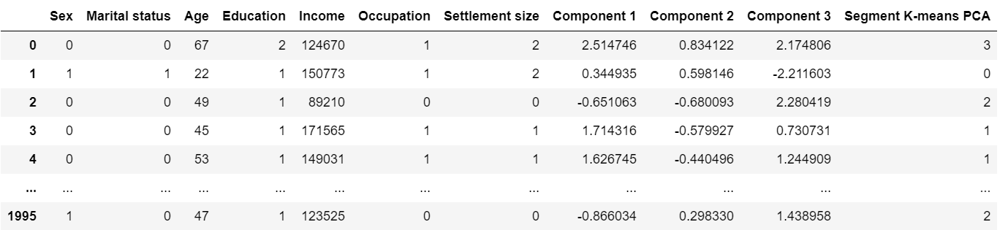 Sex Marital status Age Education Income Occupation Settlement size Component 1 Component 2 Component 3 Segment K-means PCA
0 0 0 67 2 124670 1 2 2.514746 0.834122 2.174806 3
1 1 1 22 1 150773 1 2 0.344935 0.598146 -2.211603 0
2 0 0 49 1 89210 0 0 -0.651063 -0.680093 2.280419 2
3 0 0 45 1 171565 1 1 1.714316 -0.579927 0.730731 1
4 0 0 53 1 149031 1 1 1.626745 -0.440496 1.244909 1
... ... ... ... ... ... ... ... ... ... ... ...
1995 1 0 47 1 123525 0 0 -0.866034 0.298330 1.438958 2